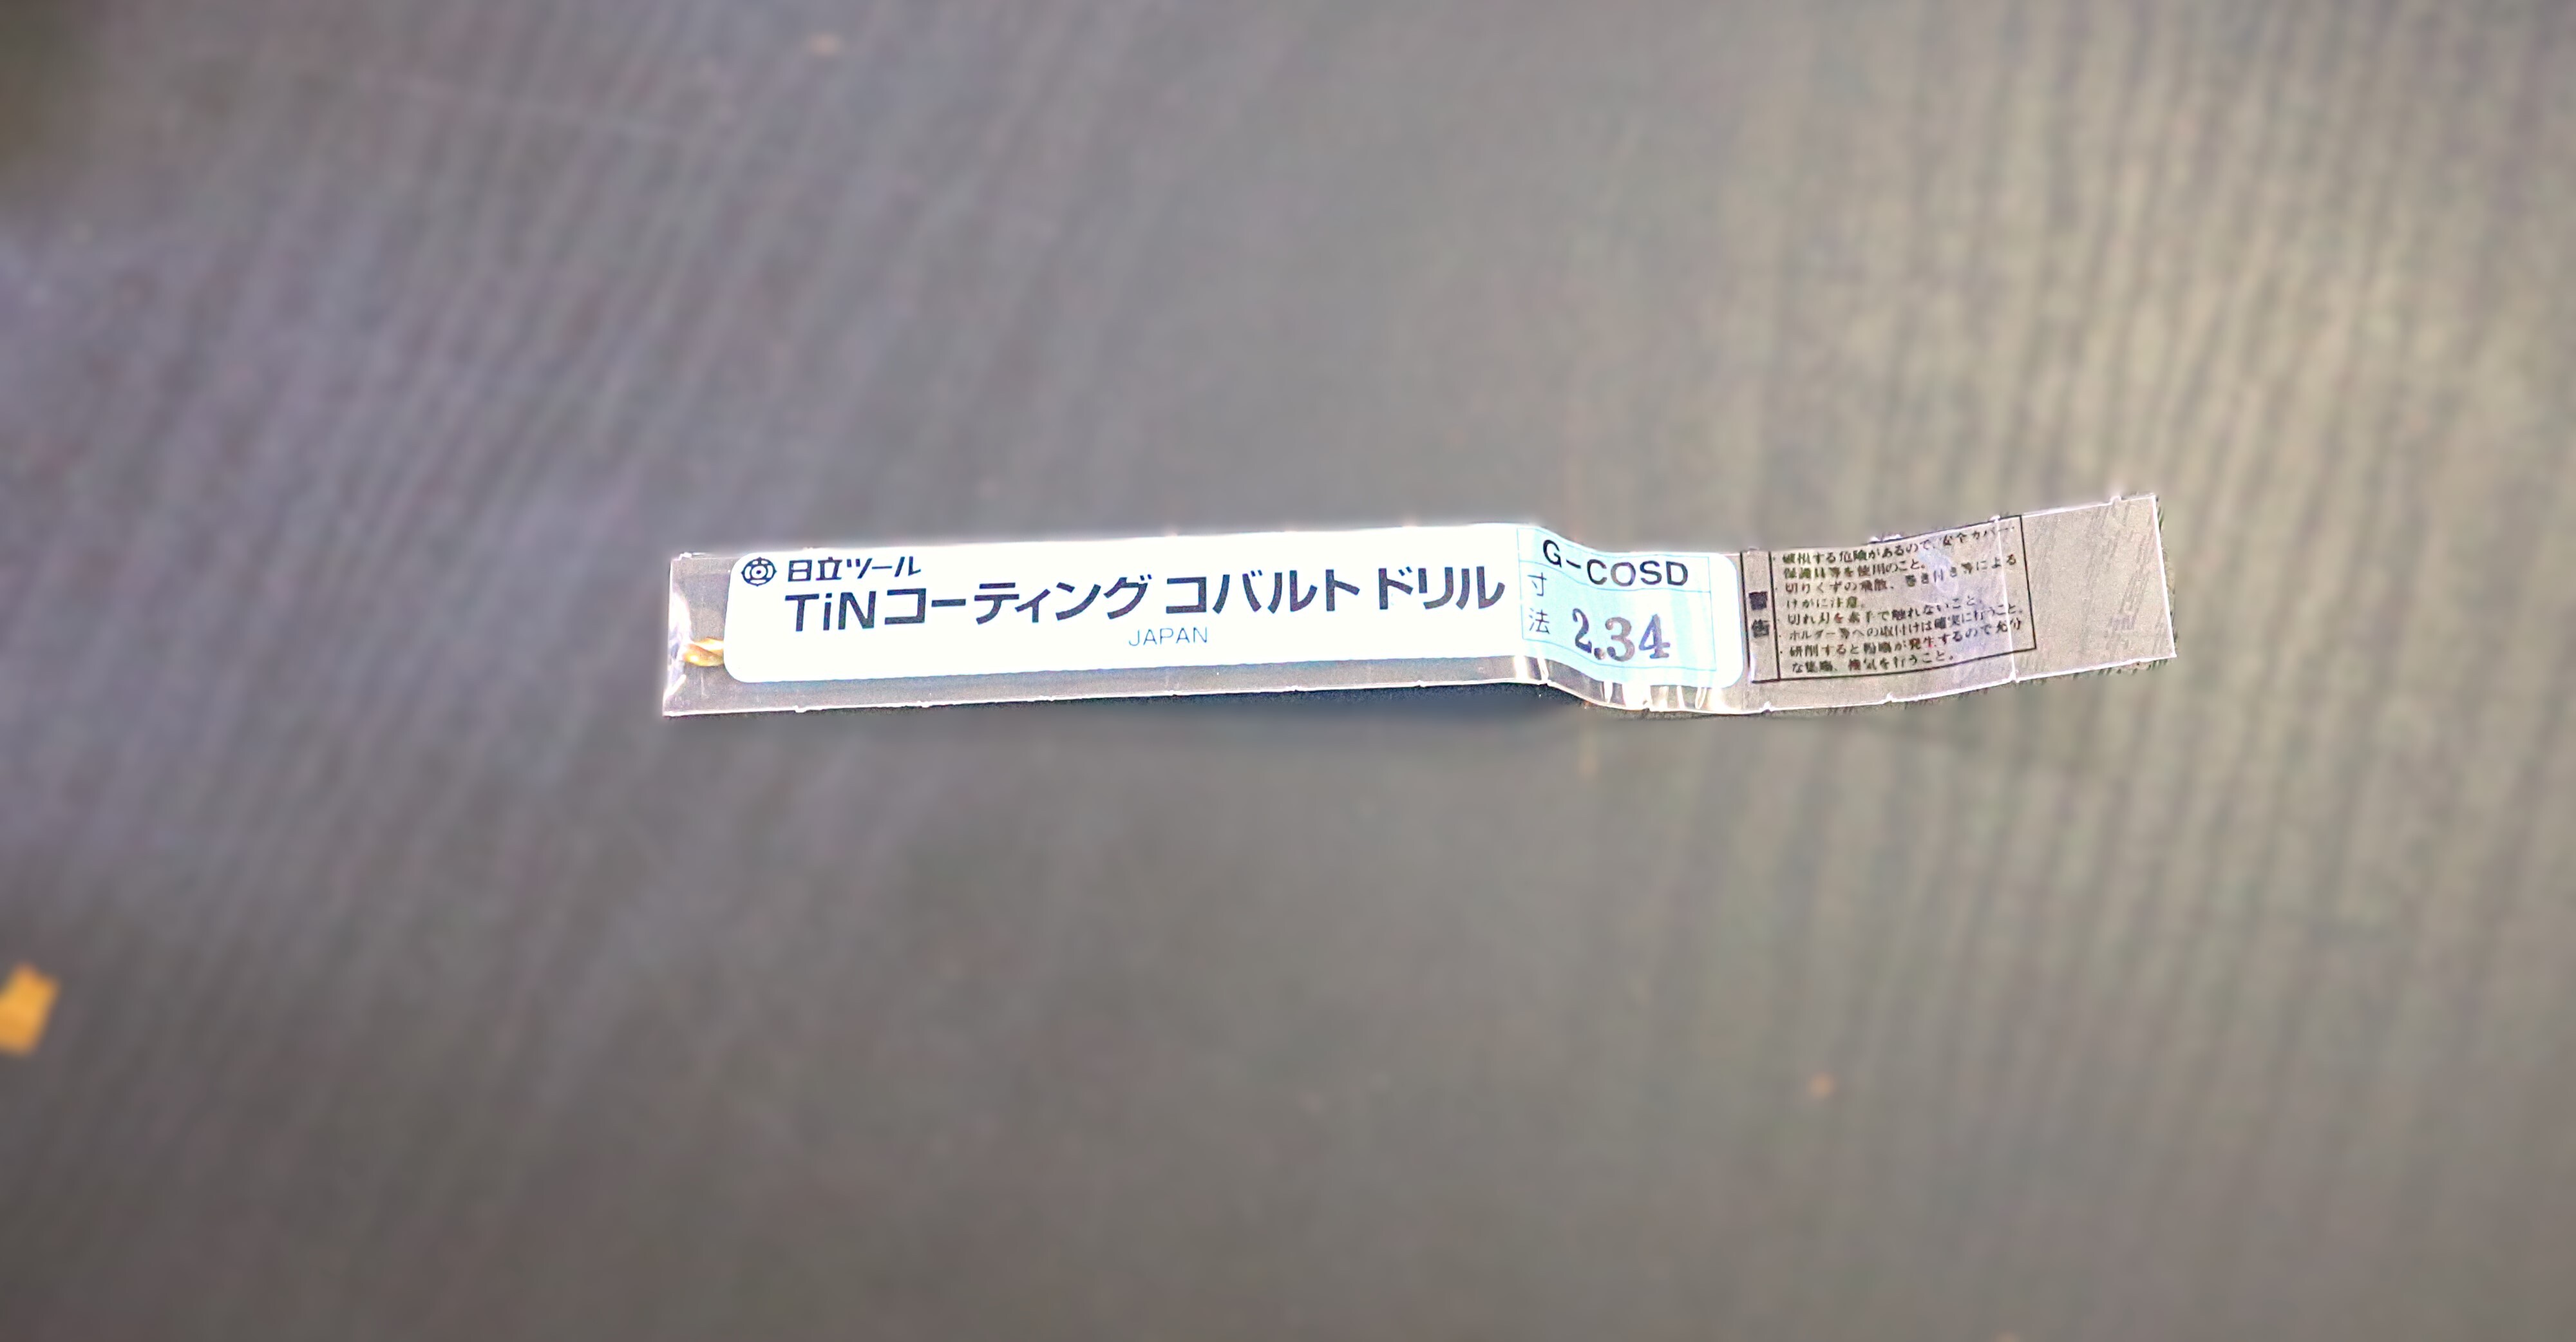 日立ツール
TiNコーティング コバルト ドリル
JAPAN
G-COSD
寸法 2.34
警告
・破損する危険があるので、安全カバー・
保護具等を使用のこと。
・切りくずの飛散、巻き付き等による
けがに注意。
・切れ刃を素手で触れないこと。
・ホルダー等への取付けは確実に行うこと。
・研削すると粉塵が発生するので充分
な集塵、換気を行うこと。